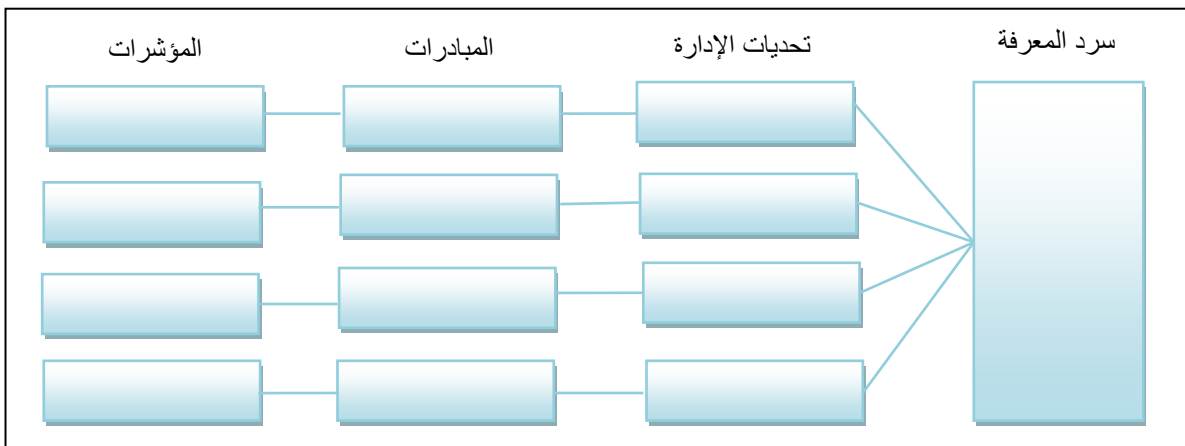 سرد المعرفة
تحديات الإدارة
المبادرات
المؤشرات